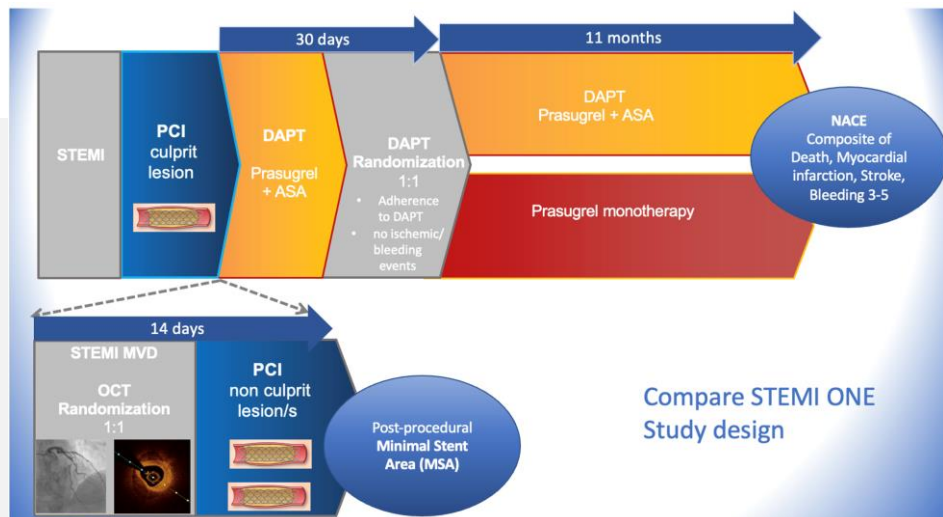 30 days
11 months
STEMI
PCI
culprit
lesion
DAPT
Prasugrel
+ ASA
DAPT
Randomization
1:1
• Adherence
to DAPT
• no ischemic/
bleeding
events
DAPT
Prasugrel + ASA
Prasugrel monotherapy
NACE
Composite of
Death, Myocardial
infarction, Stroke,
Bleeding 3-5
14 days
STEMI MVD
OCT
Randomization
1:1
PCI
non culprit
lesion/s
Post-procedural
Minimal Stent
Area (MSA)
Compare STEMI ONE
Study design